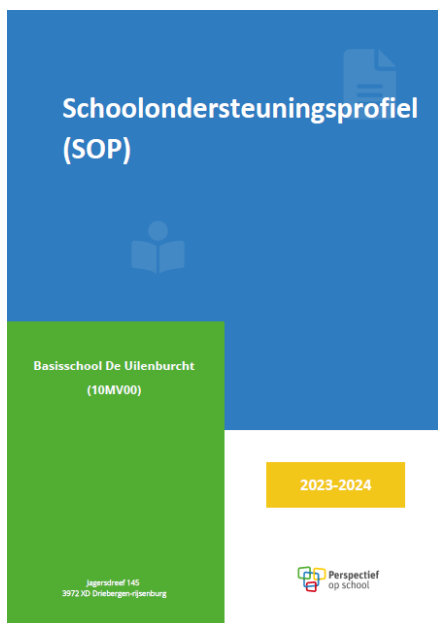 Schoolondersteuningsprofiel
(SOP)
Basisschool De Uilenburcht
(10MV00)
2023-2024
Jagersdreef 145
3972 XD Driebergen-rijsenburg
Perspectief
op school